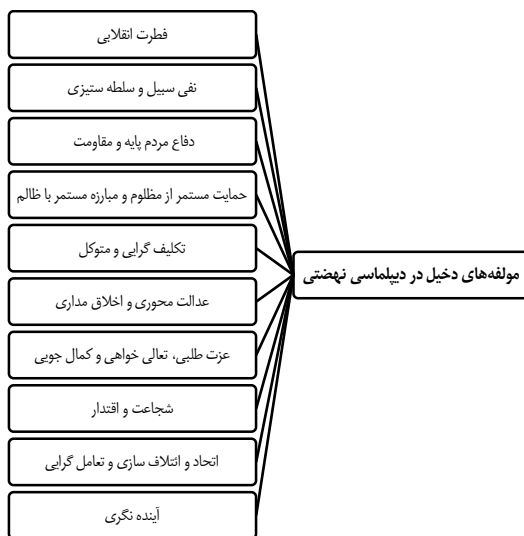 فطرت انقلابی
نفی سبیل و سلطه ستیزی
دفاع مردم پایه و مقاومت
حمایت مستمر از مظلوم و مبارزه مستمر با ظالم
تکلیف گرایی و متوکل
مولفه‌های دخیل در دیپلماسی نهضتی
عدالت محوری و اخلاق مداری
عزت طلبی، تعالی خواهی و کمال جویی
شجاعت و اقتدار
اتحاد و ائتلاف سازی و تعامل گرایی
آینده نگری